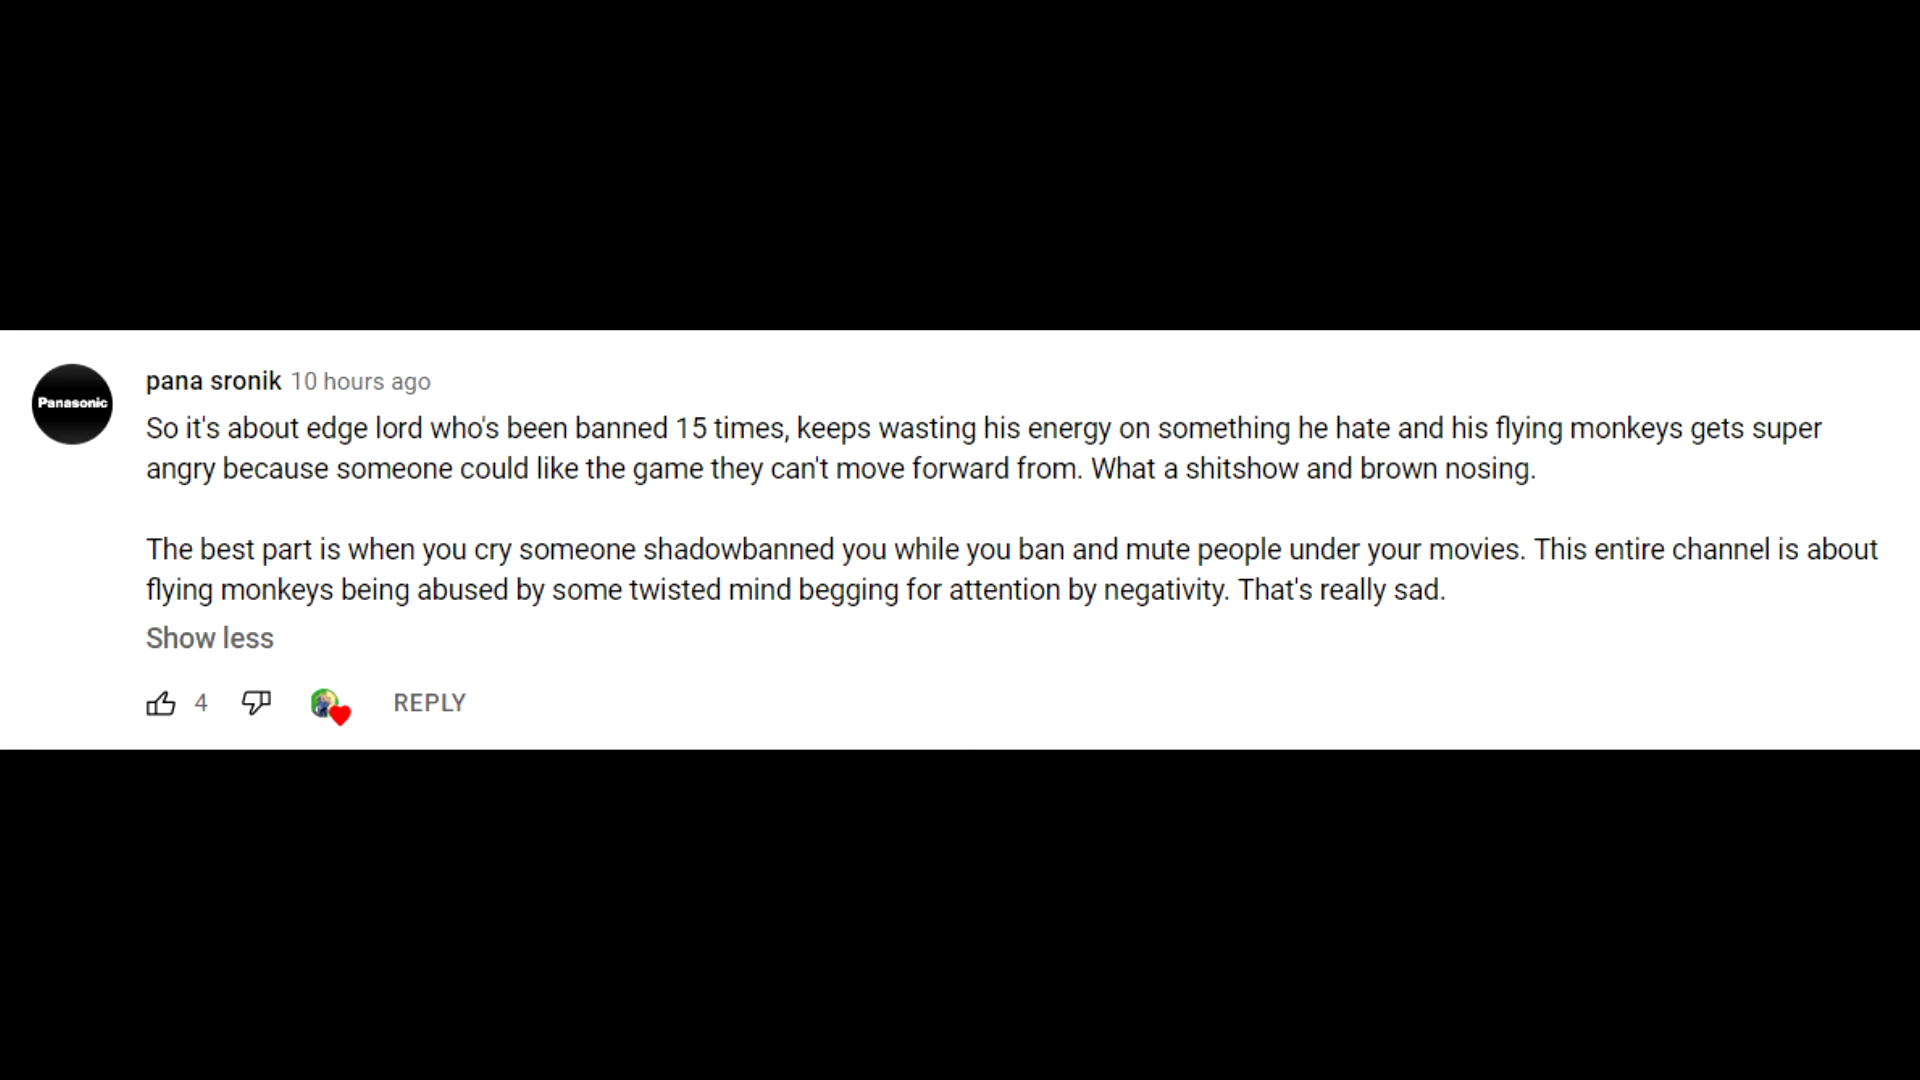 Panasonic
pana sronik 10 hours ago
So it's about edge lord who's been banned 15 times, keeps wasting his energy on something he hate and his flying monkeys gets super
angry because someone could like the game they can't move forward from. What a shitshow and brown nosing.
The best part is when you cry someone shadowbanned you while you ban and mute people under your movies. This entire channel is about
flying monkeys being abused by some twisted mind begging for attention by negativity. That's really sad.
Show less
4 REPLY